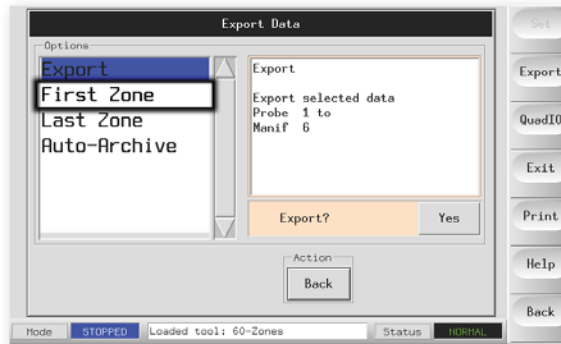 Export Data
Options
Export
First Zone
Last Zone
Auto-Archive
Export
Export selected data
Probe 1 to
Manif 6
Export?
Yes
Action
Back
Set
Export
QuadIO
Exit
Print
Help
Back
Mode
STOPPED
Loaded tool: 60-Zones
Status
NORMAL